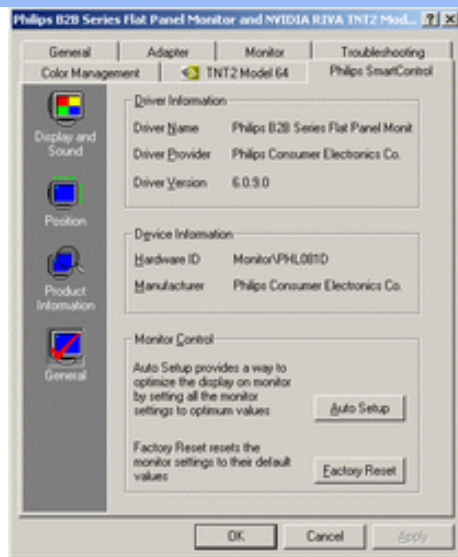 Philips B2B Series Flat Panel Monitor and NVIDIA RIVA TNT2 Mod...
General Adapter Monitor Troubleshooting
Color Management TNT2 Model 64 Philips SmartControl
Display and
Sound
Position
Product
Information
General
Driver Information
Driver Name Philips B2B Series Flat Panel Monit
Driver Provider Philips Consumer Electronics Co.
Driver Version 6.0.9.0
Device Information
Hardware ID Monitor\PHL081D
Manufacturer Philips Consumer Electronics Co.
Monitor Control
Auto Setup provides a way to
optimize the display on monitor
by setting all the monitor
settings to optimum values
Auto Setup
Factory Reset resets the
monitor settings to their default
values
Factory Reset
OK Cancel Apply